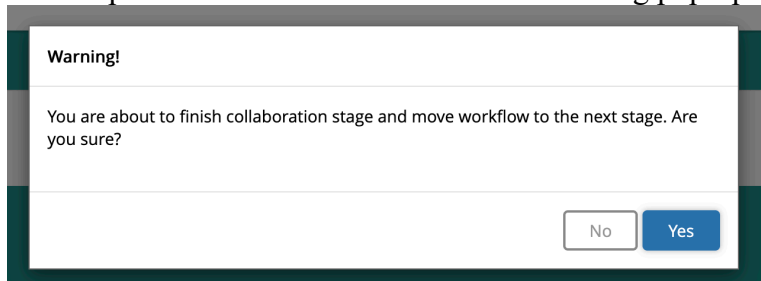 Warning!
You are about to finish collaboration stage and move workflow to the next stage. Are
you sure?
No
Yes